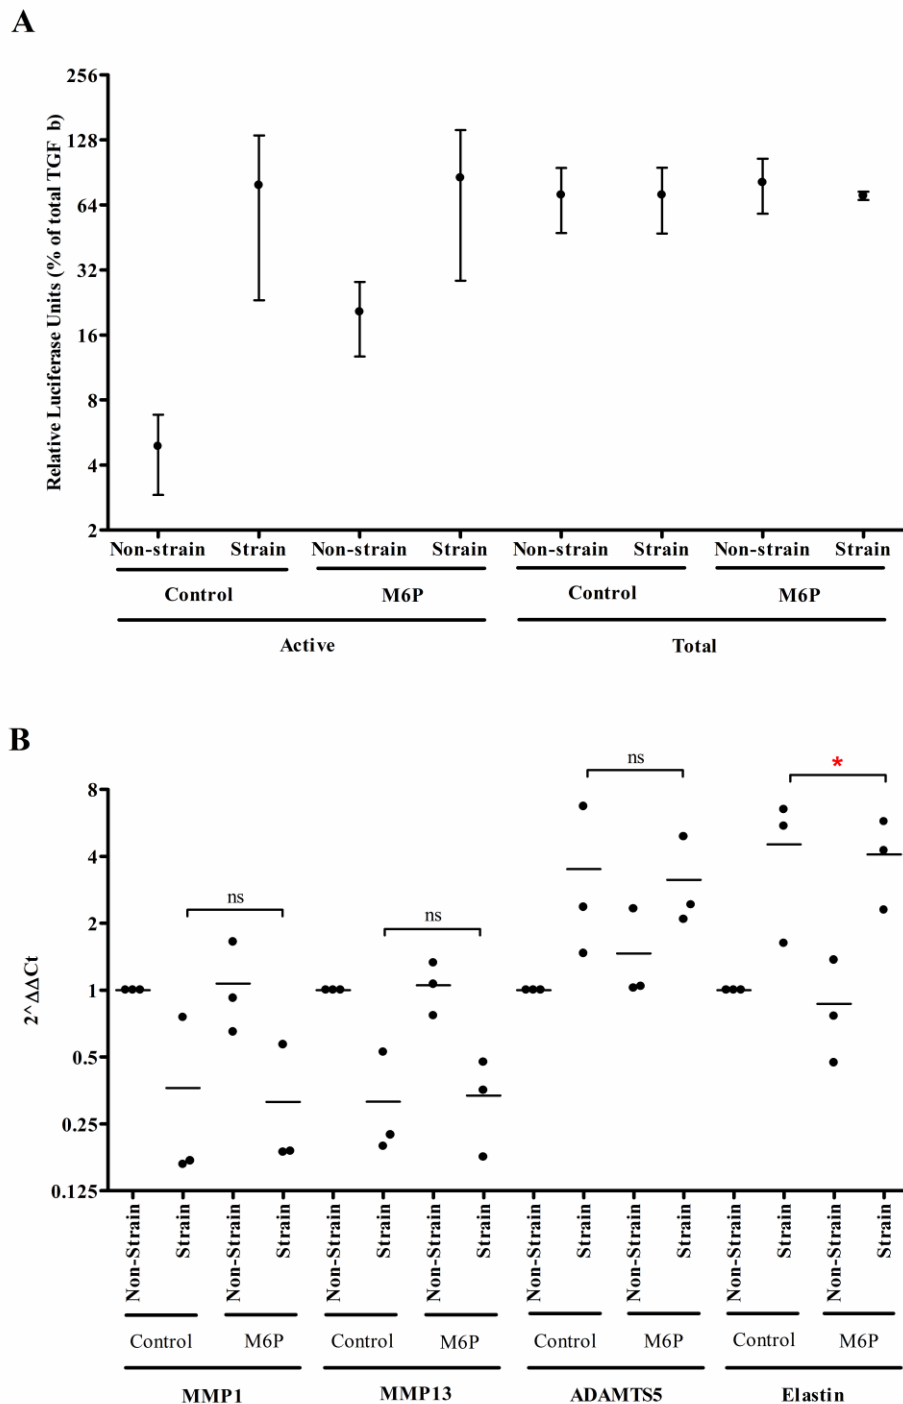 A
Relative Luciferase Units (% of total TGF b)
256
128
64
32
16
8
4
2
Non-strain Strain Non-strain Strain Non-strain Strain Non-strain Strain
Control M6P Control M6P
Active Total
B
2^ΔΔCt
8
4
2
1
0.5
0.25
0.125
ns ns ns *
Non-Strain Strain Non-Strain Strain Non-Strain Strain Non-Strain Strain Non-Strain Strain Non-Strain Strain Non-Strain Strain Non-Strain Strain
Control M6P Control M6P Control M6P Control M6P
MMP1 MMP13 ADAMTS5 Elastin